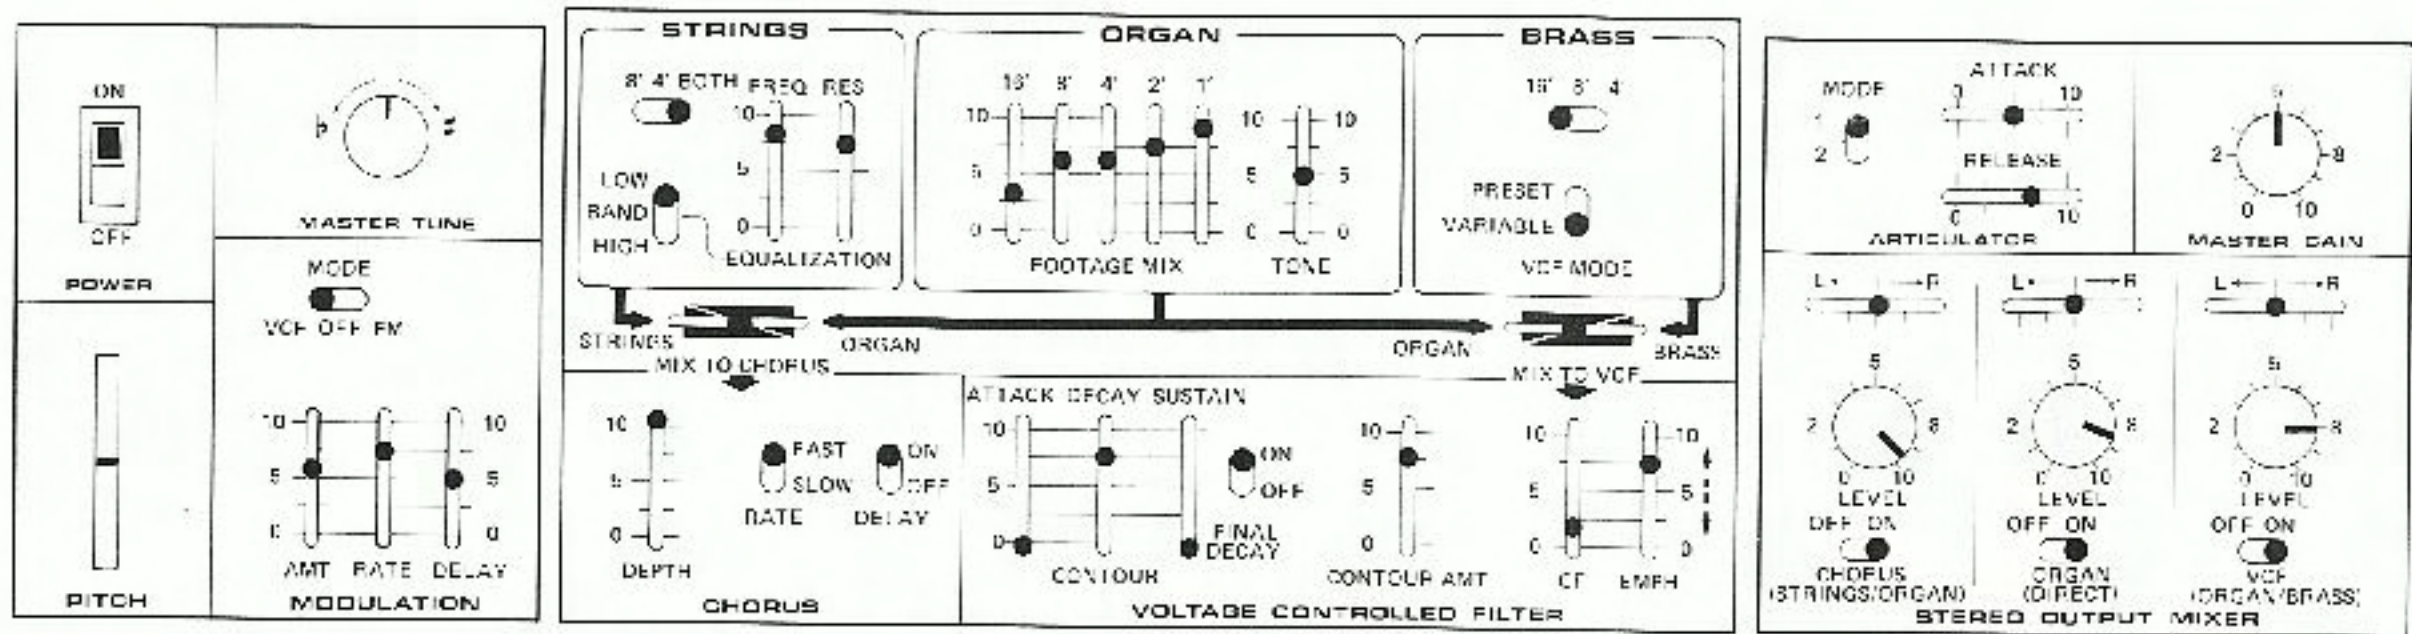 ON
OFF
POWER
PITCH
MASTER TUNE
MODE
VCF OFF FM
10 10
5 5
0 0
AMT RATE DELAY
MODULATION
STRINGS
8' 4' BOTH
FREQ RES
10
5
0
LOW
BAND
HIGH
EQUALIZATION
ORGAN
16' 8' 4' 2' 1'
10
5
0
FOOTAGE MIX
10 10
5 5
0 0
TONE
BRASS
16' 8' 4'
PRESET
VARIABLE
VCF MODE
STRINGS
ORGAN
MIX TO CHORUS
ORGAN
BRASS
MIX TO VCF
10
5
0
DEPTH
FAST
SLOW
RATE
ON
OFF
DELAY
CHORUS
ATTACK DECAY SUSTAIN
10
5
0
CONTOUR
ON
OFF
FINAL
DECAY
10
5
0
CONTOUR AMT
10 10
5 5
0 0
CF EMPH
VOLTAGE CONTROLLED FILTER
MODE
1
2
ATTACK
0 10
RELEASE
0 10
ARTICULATOR
5
2 8
0 10
MASTER GAIN
L R
5
2 8
0 10
LEVEL
OFF ON
CHORUS
(STRINGS/ORGAN)
L R
5
2 8
0 10
LEVEL
OFF ON
ORGAN
(DIRECT)
L R
5
2 8
0 10
LEVEL
OFF ON
VCF
(ORGAN/BRASS)
STEREO OUTPUT MIXER